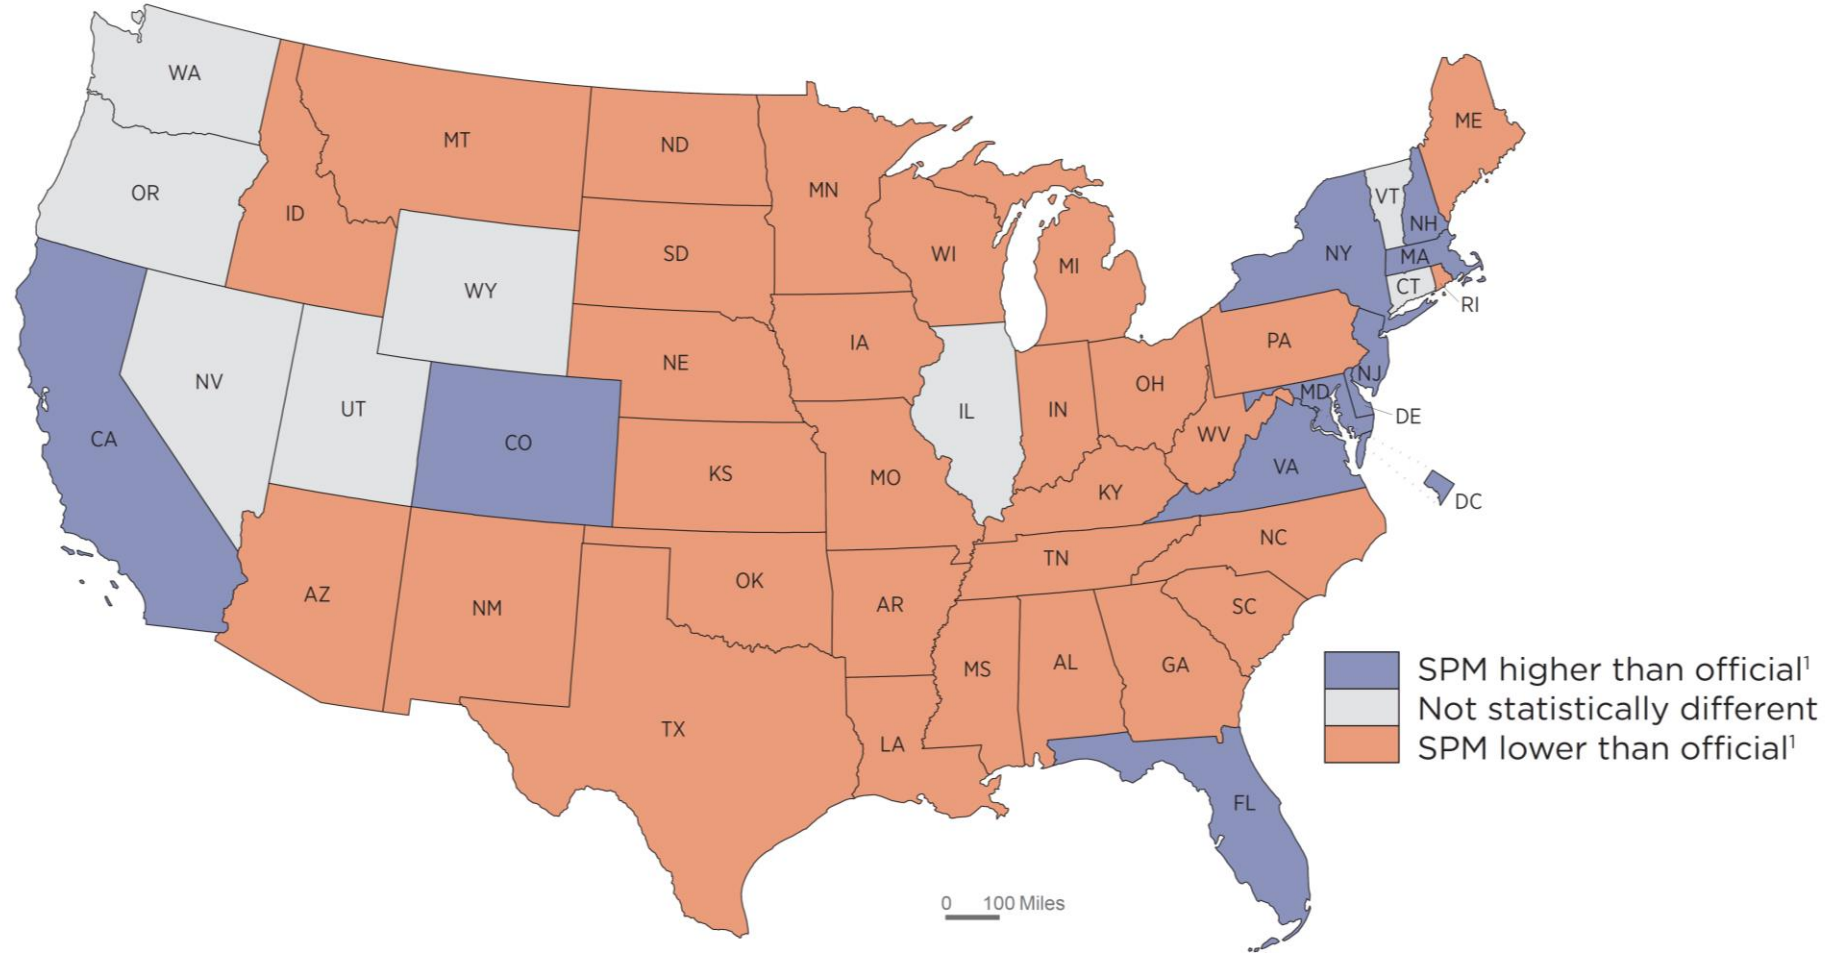 WA
ME
MT
ND
OR
MN
VT
ID
NH
SD
WI
NY
MA
MI
WY
CT
RI
PA
IA
NE
NJ
NV
OH
MD
UT
IL
IN
DE
CA
CO
WV
VA
KS
MO
KY
DC
NC
TN
OK
AZ
AR
NM
SC
MS
AL
GA
SPM higher than official¹
Not statistically different
TX
LA
SPM lower than official¹
FL
0 100 Miles